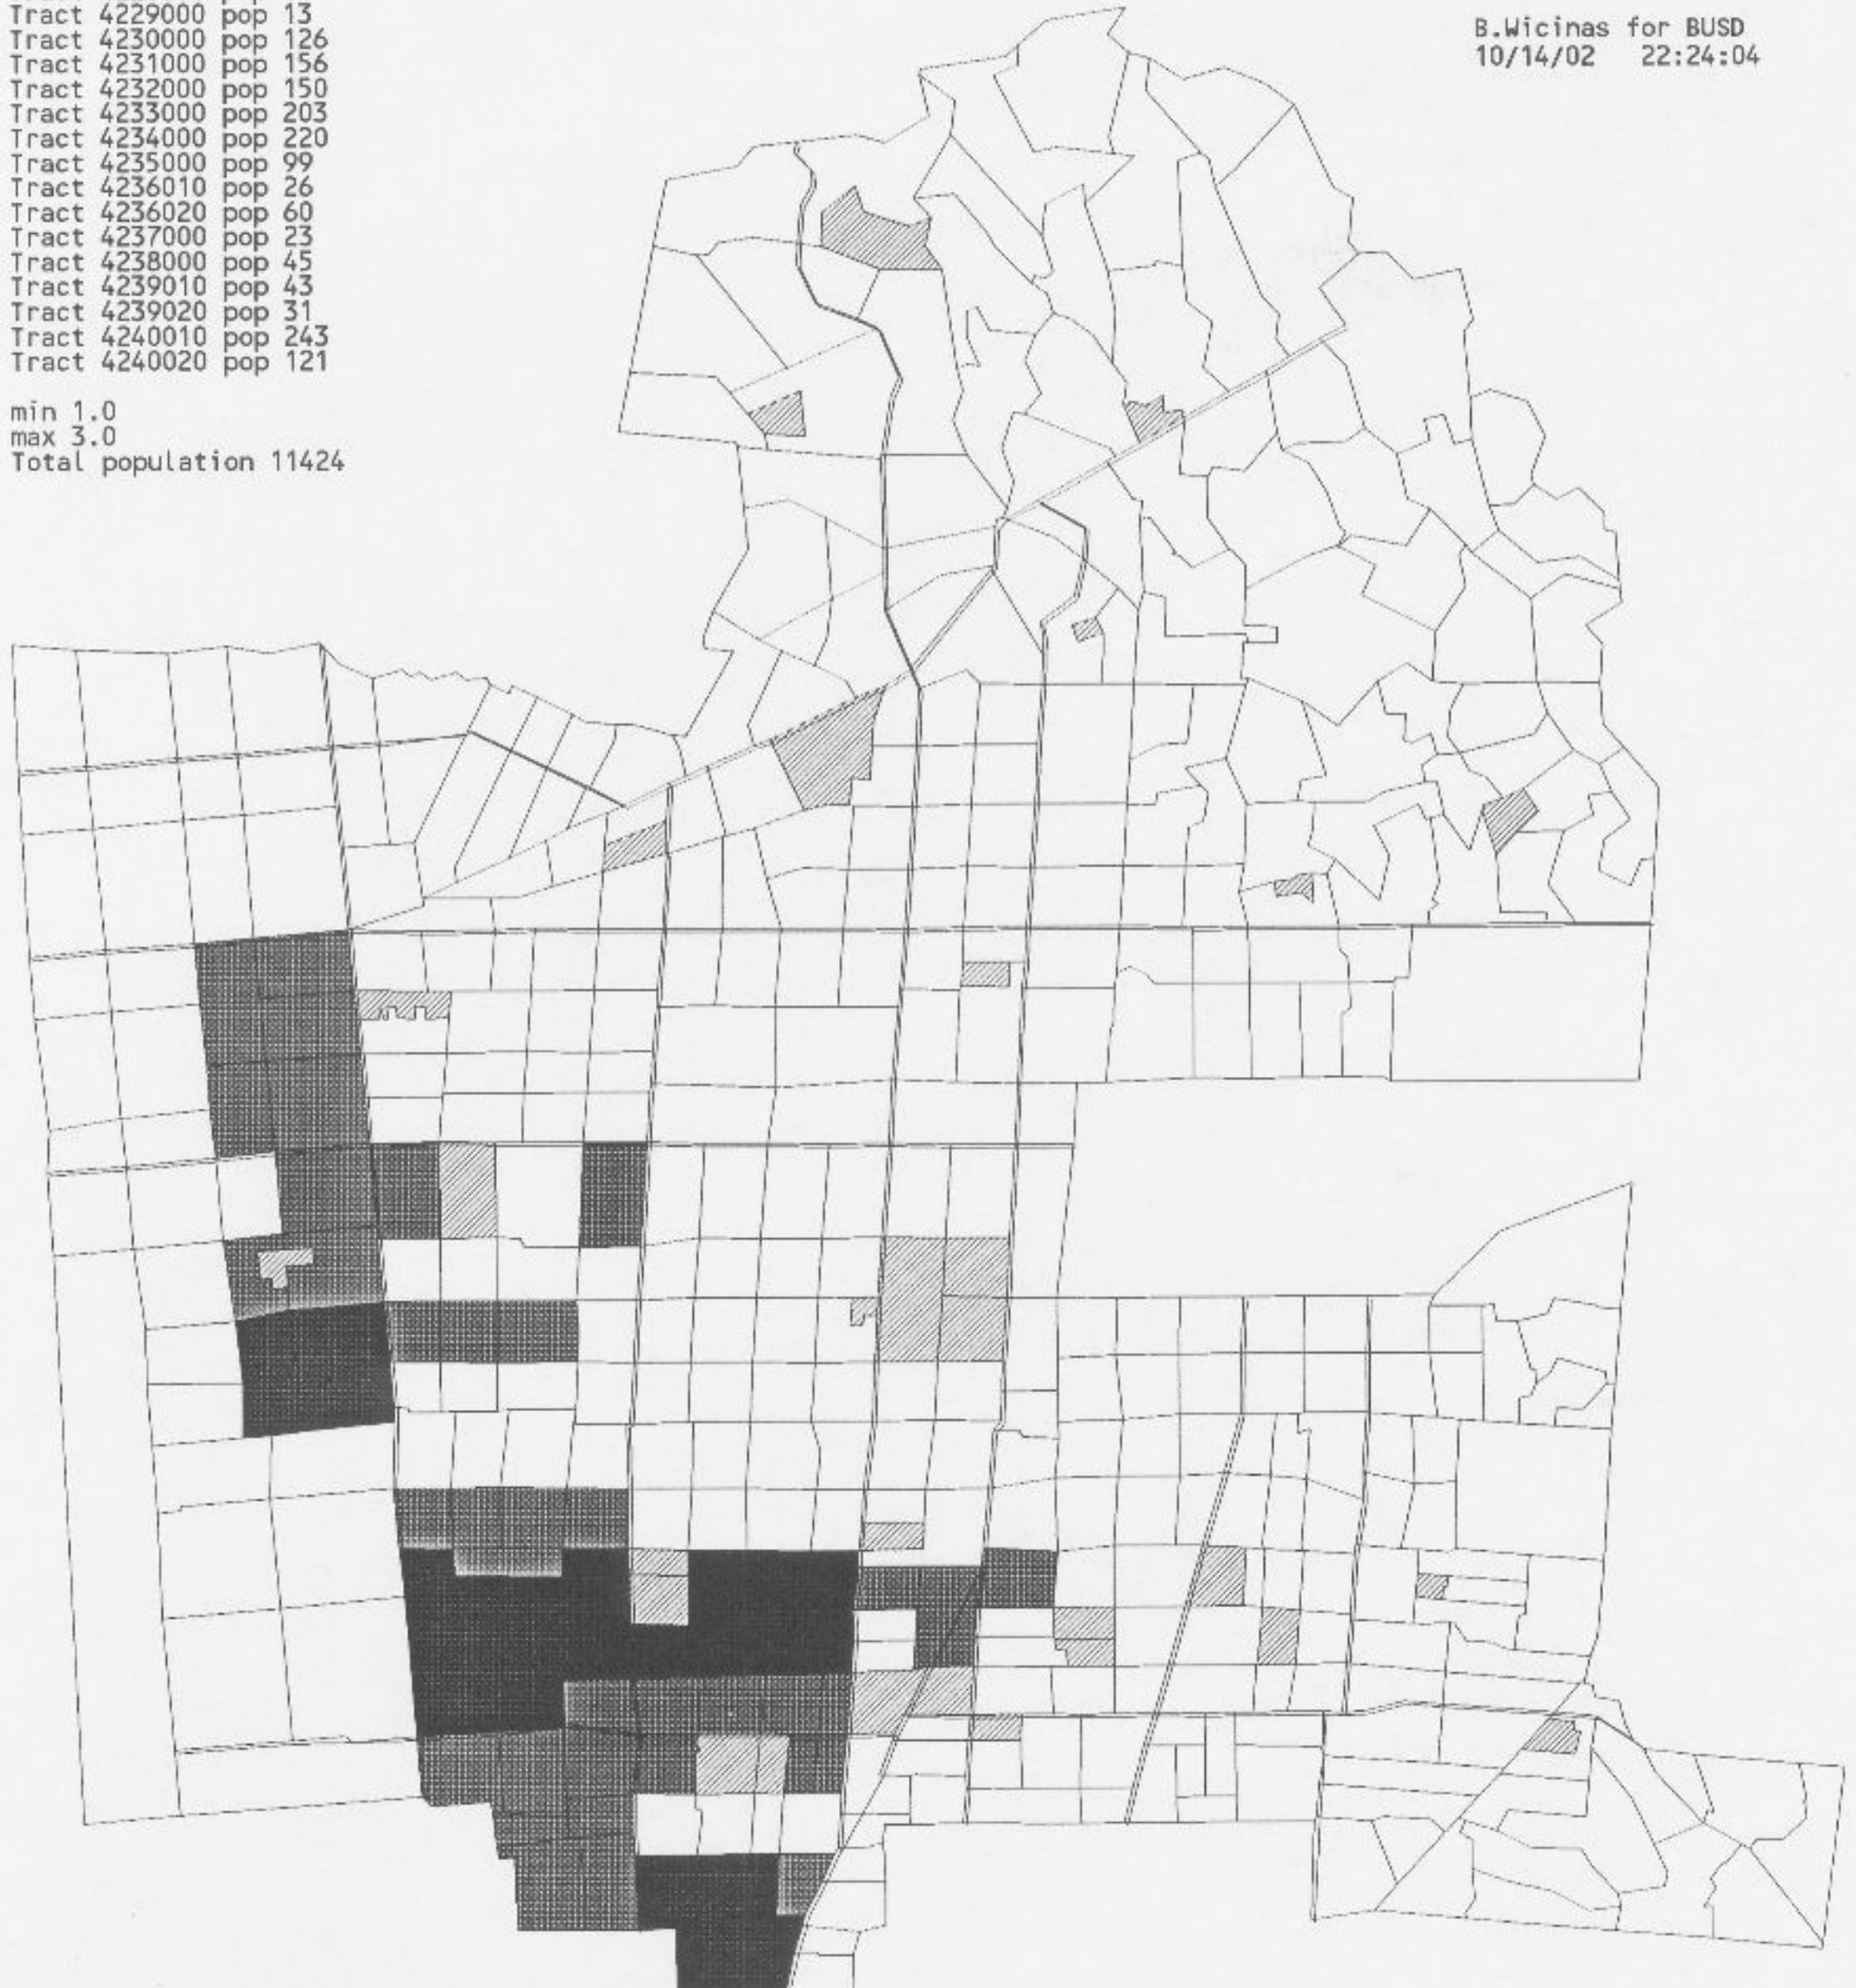 Tract 4229000 pop 13
Tract 4230000 pop 126
Tract 4231000 pop 156
Tract 4232000 pop 150
Tract 4233000 pop 203
Tract 4234000 pop 220
Tract 4235000 pop 99
Tract 4236010 pop 26
Tract 4236020 pop 60
Tract 4237000 pop 23
Tract 4238000 pop 45
Tract 4239010 pop 43
Tract 4239020 pop 31
Tract 4240010 pop 243
Tract 4240020 pop 121
min 1.0
max 3.0
Total population 11424
B.Wicinas for BUSD
10/14/02 22:24:04